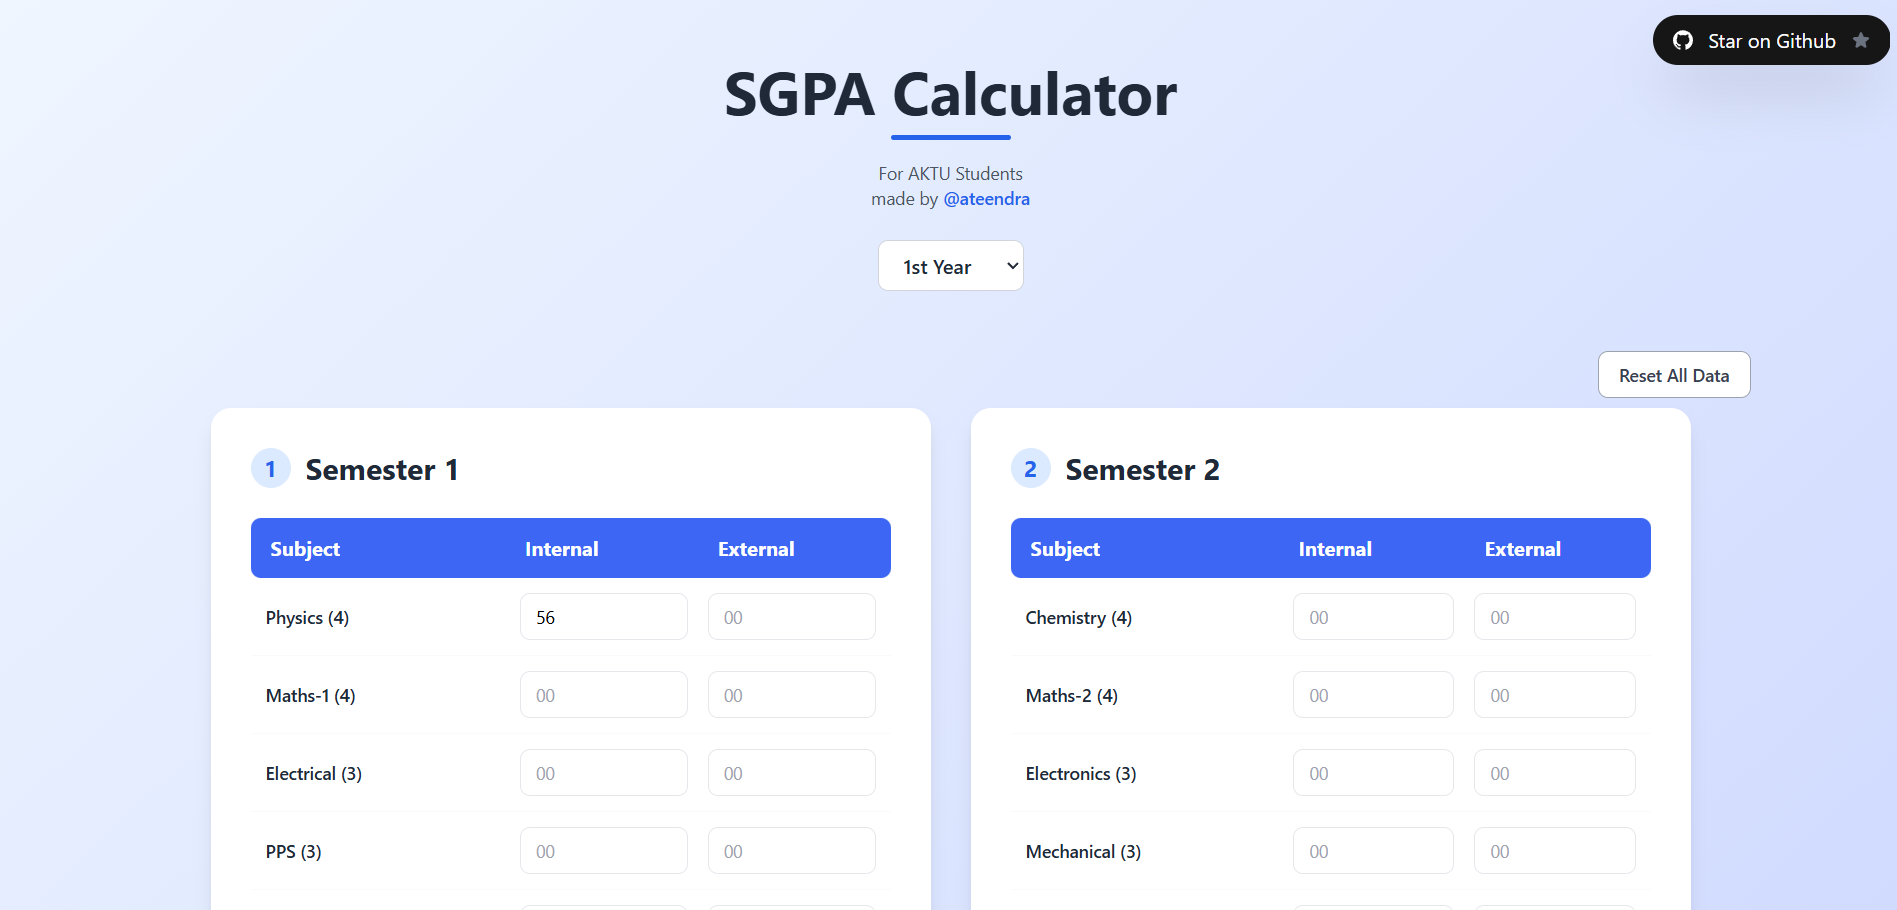 Star on Github
SGPA Calculator
For AKTU Students
made by @ateendra
1st Year
Reset All Data
1 Semester 1
Subject Internal External
Physics (4) 56 00
Maths-1 (4) 00 00
Electrical (3) 00 00
PPS (3) 00 00
2 Semester 2
Subject Internal External
Chemistry (4) 00 00
Maths-2 (4) 00 00
Electronics (3) 00 00
Mechanical (3) 00 00